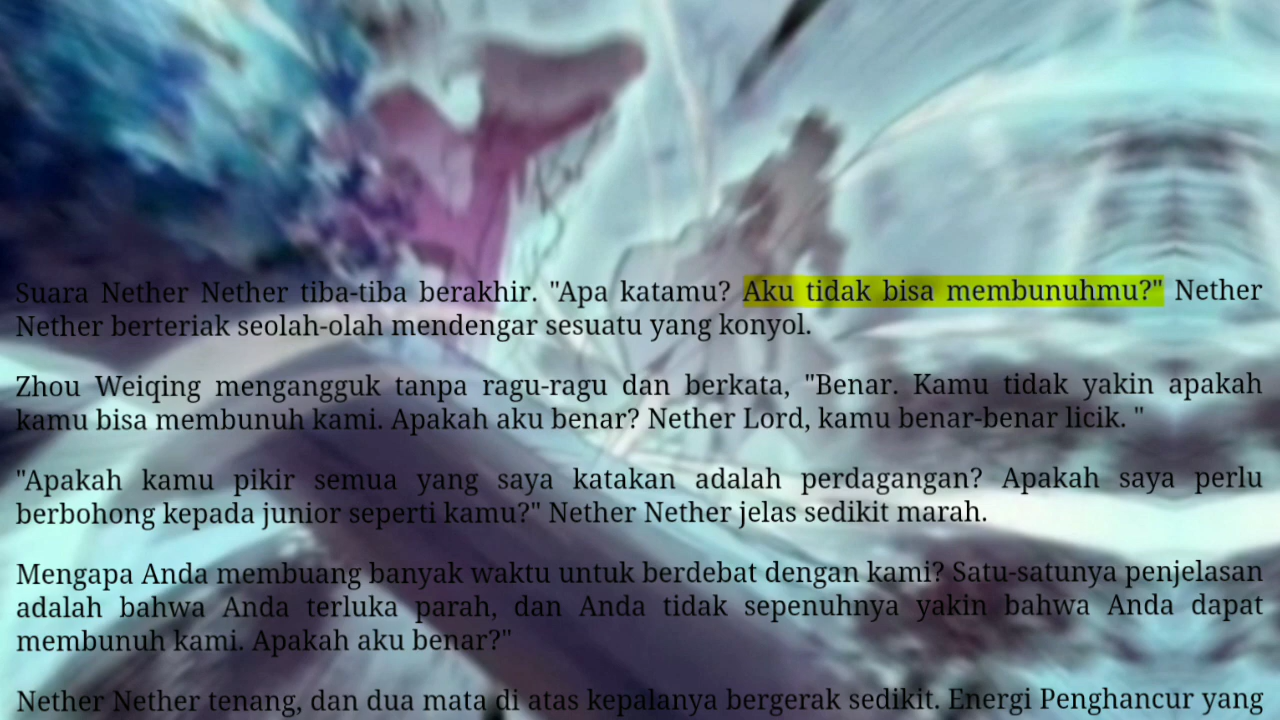 Suara Nether Nether tiba-tiba berakhir. "Apa katamu? Aku tidak bisa membunuhmu?" Nether
Nether berteriak seolah-olah mendengar sesuatu yang konyol.
Zhou Weiqing mengangguk tanpa ragu-ragu dan berkata, "Benar. Kamu tidak yakin apakah
kamu bisa membunuh kami. Apakah aku benar? Nether Lord, kamu benar-benar licik. "
"Apakah kamu pikir semua yang saya katakan adalah perdagangan? Apakah saya perlu
berbohong kepada junior seperti kamu?" Nether Nether jelas sedikit marah.
Mengapa Anda membuang banyak waktu untuk berdebat dengan kami? Satu-satunya penjelasan
adalah bahwa Anda terluka parah, dan Anda tidak sepenuhnya yakin bahwa Anda dapat
membunuh kami. Apakah aku benar?"
Nether Nether tenang, dan dua mata di atas kepalanya bergerak sedikit. Energi Penghancur yang